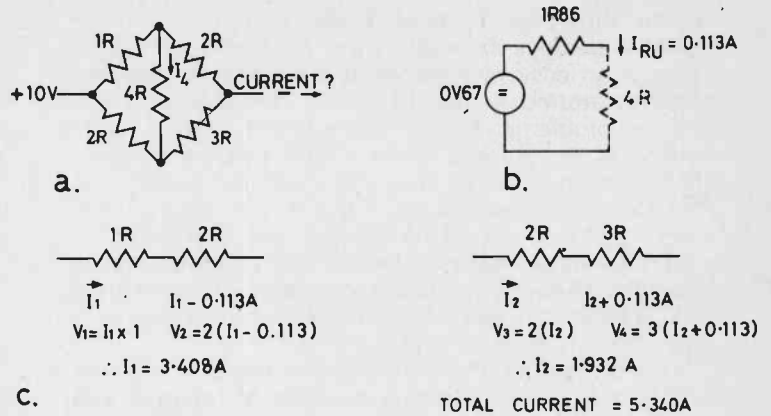 1R 2R
I4
+10V 4R CURRENT ?
2R 3R
a.
1R86
IRU = 0·113A
0V67 = 4R
b.
1R 2R
I1 I1 - 0·113A
V1= I1 x 1 V2= 2(I1 - 0.113)
∴ I1 = 3·408A
c.
2R 3R
I2 I2+ 0·113A
V3 = 2(I2) V4= 3(I2+0·113)
∴ I2 = 1·932 A
TOTAL CURRENT = 5·340A